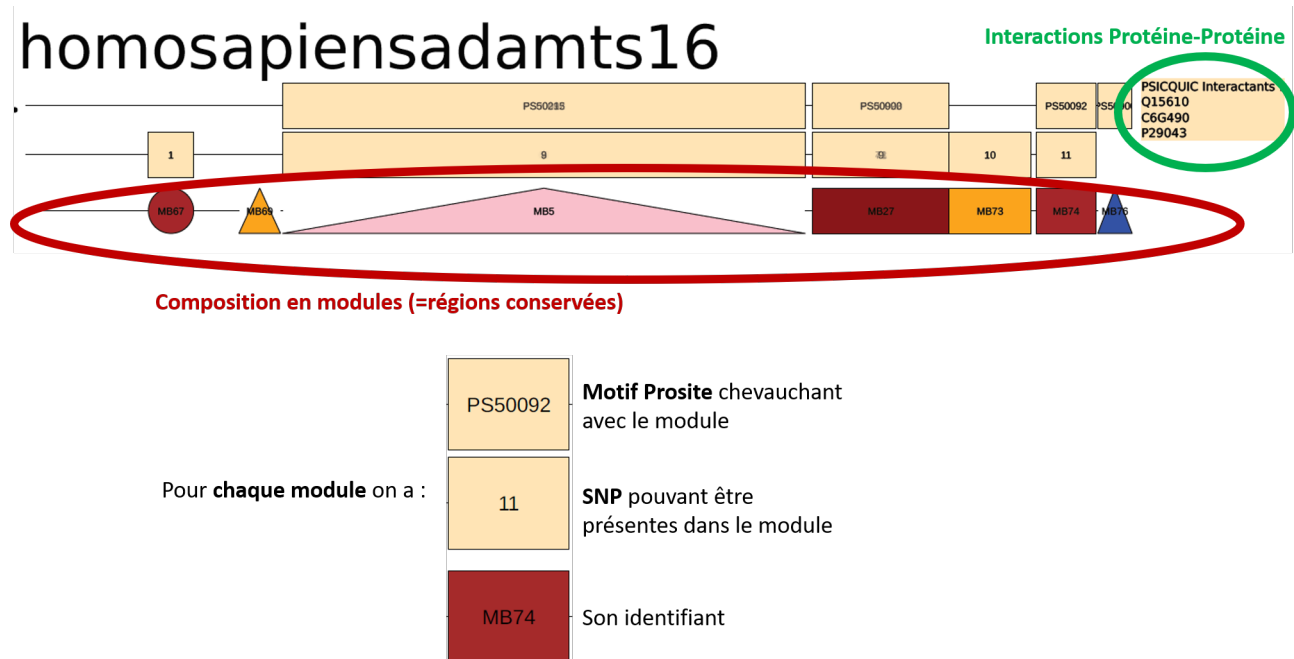 homosapiensadamts16
Interactions Protéine-Protéine
PSICQUIC Interactants :
Q15610
C6G490
P29043
PS50092
1
9
10
11
MB67
MB69
MB5
MB27
MB73
MB74
MB76
Composition en modules (=régions conservées)
PS50092
Motif Prosite chevauchant
avec le module
Pour chaque module on a :
11
SNP pouvant être
présentes dans le module
MB74
Son identifiant